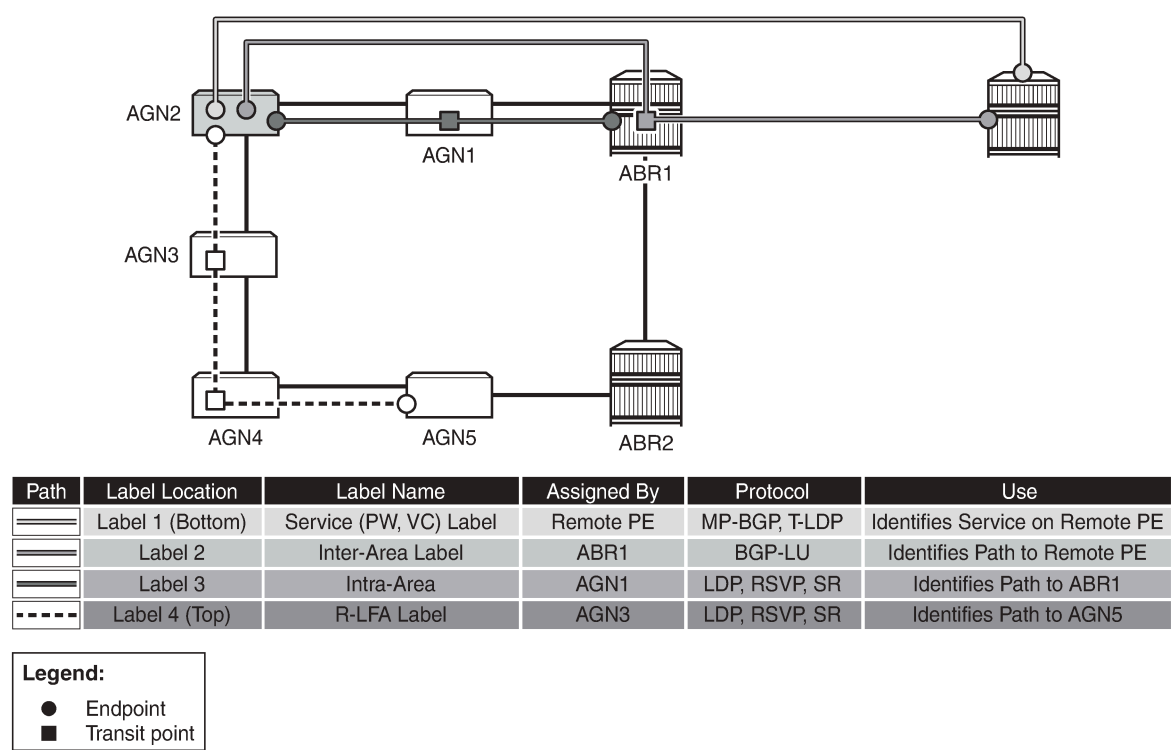 AGN2
AGN1
ABR1
AGN3
AGN4
AGN5
ABR2
Path Label Location Label Name Assigned By Protocol Use
Label 1 (Bottom) Service (PW, VC) Label Remote PE MP-BGP, T-LDP Identifies Service on Remote PE
Label 2 Inter-Area Label ABR1 BGP-LU Identifies Path to Remote PE
Label 3 Intra-Area AGN1 LDP, RSVP, SR Identifies Path to ABR1
Label 4 (Top) R-LFA Label AGN3 LDP, RSVP, SR Identifies Path to AGN5
Legend:
Endpoint
Transit point